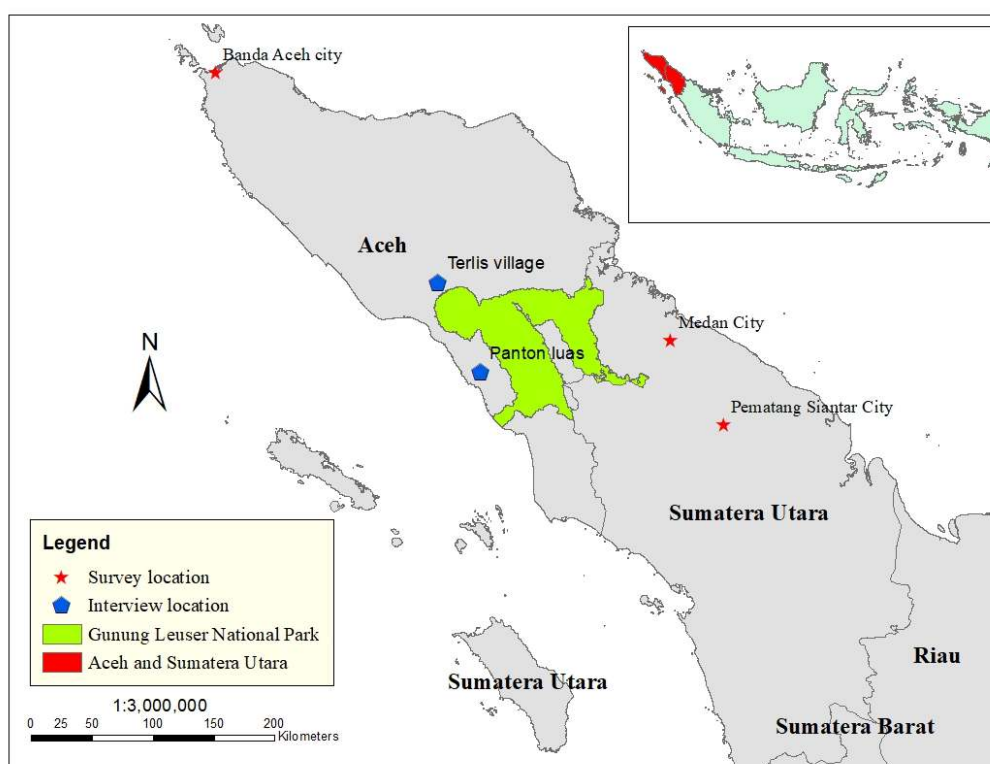 Banda Aceh city
Aceh
Terlis village
Medan City
Panton luas
N
Pematang Siantar City
Sumatera Utara
Riau
Sumatera Utara
Sumatera Barat
Legend
Survey location
Interview location
Gunung Leuser National Park
Aceh and Sumatera Utara
1:3,000,000
0 25 50 100 150 200
Kilometers